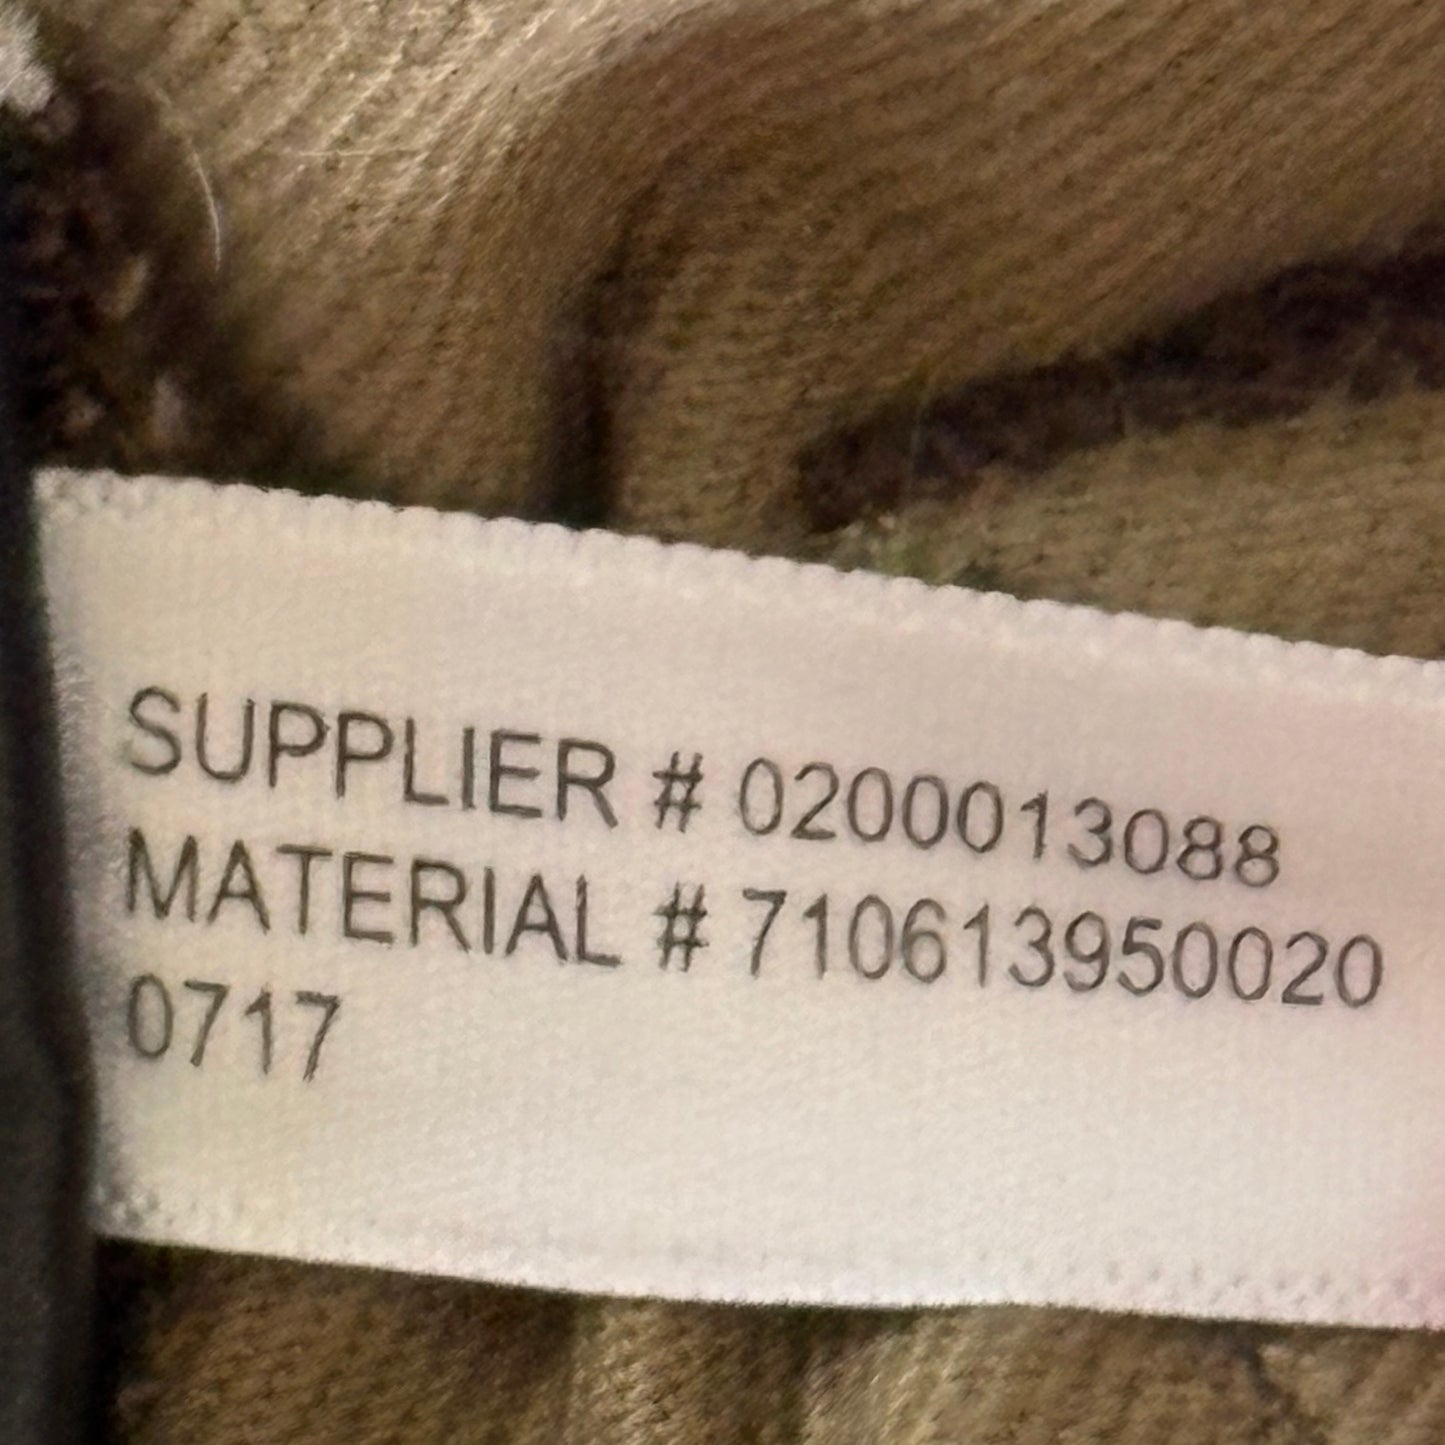 SUPPLIER # 0200013088
MATERIAL # 710613950020
0717